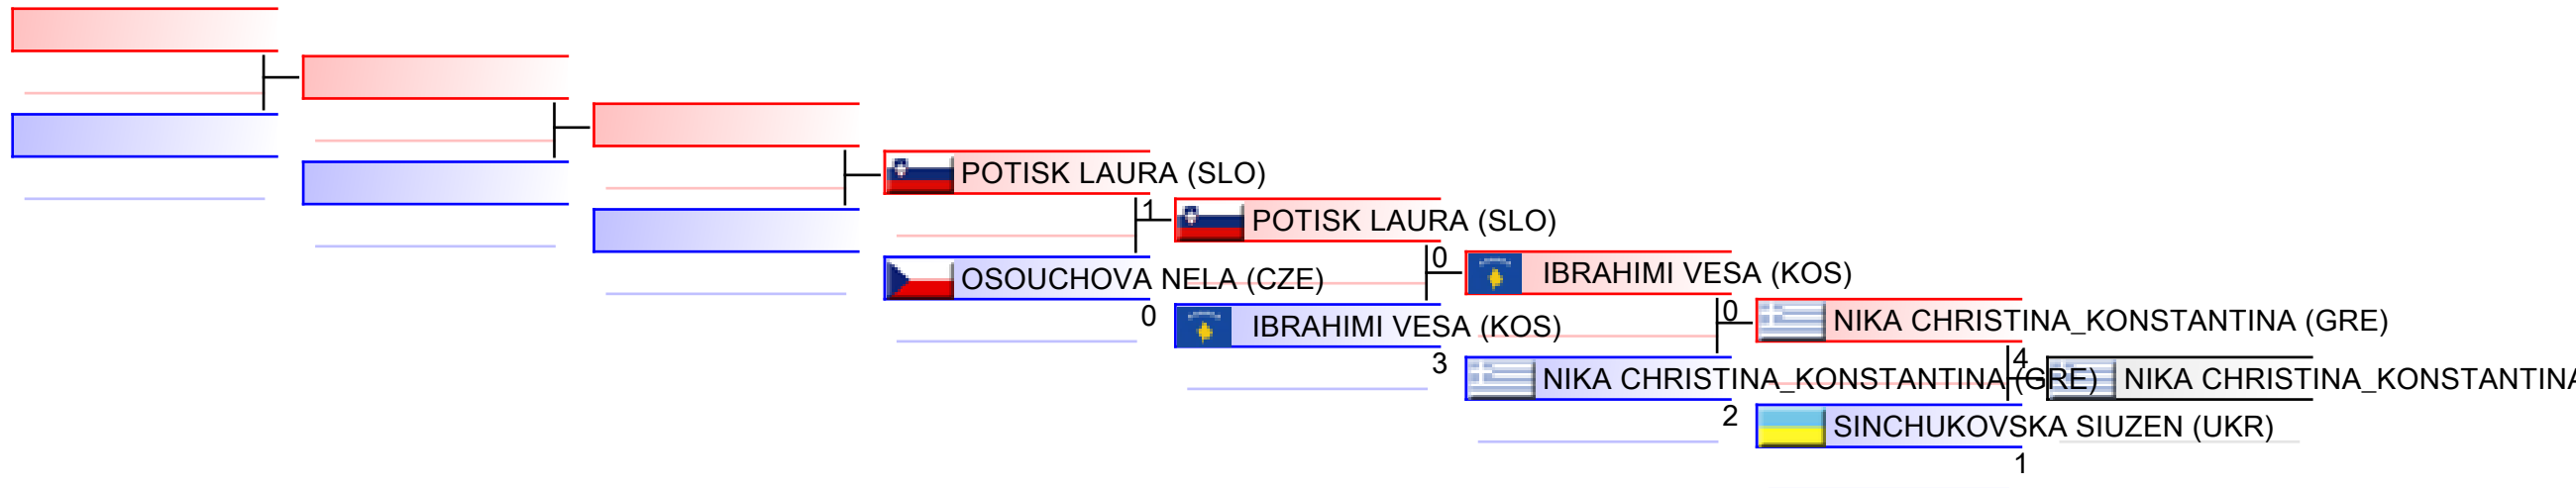 POTISK LAURA (SLO)
1
OSOUCHOVA NELA (CZE)
0
POTISK LAURA (SLO)
0
IBRAHIMI VESA (KOS)
3
IBRAHIMI VESA (KOS)
0
NIKA CHRISTINA_KONSTANTINA (GRE)
2
NIKA CHRISTINA_KONSTANTINA (GRE)
4
SINCHUKOVSKA SIUZEN (UKR)
1
NIKA CHRISTINA_KONSTANTINA